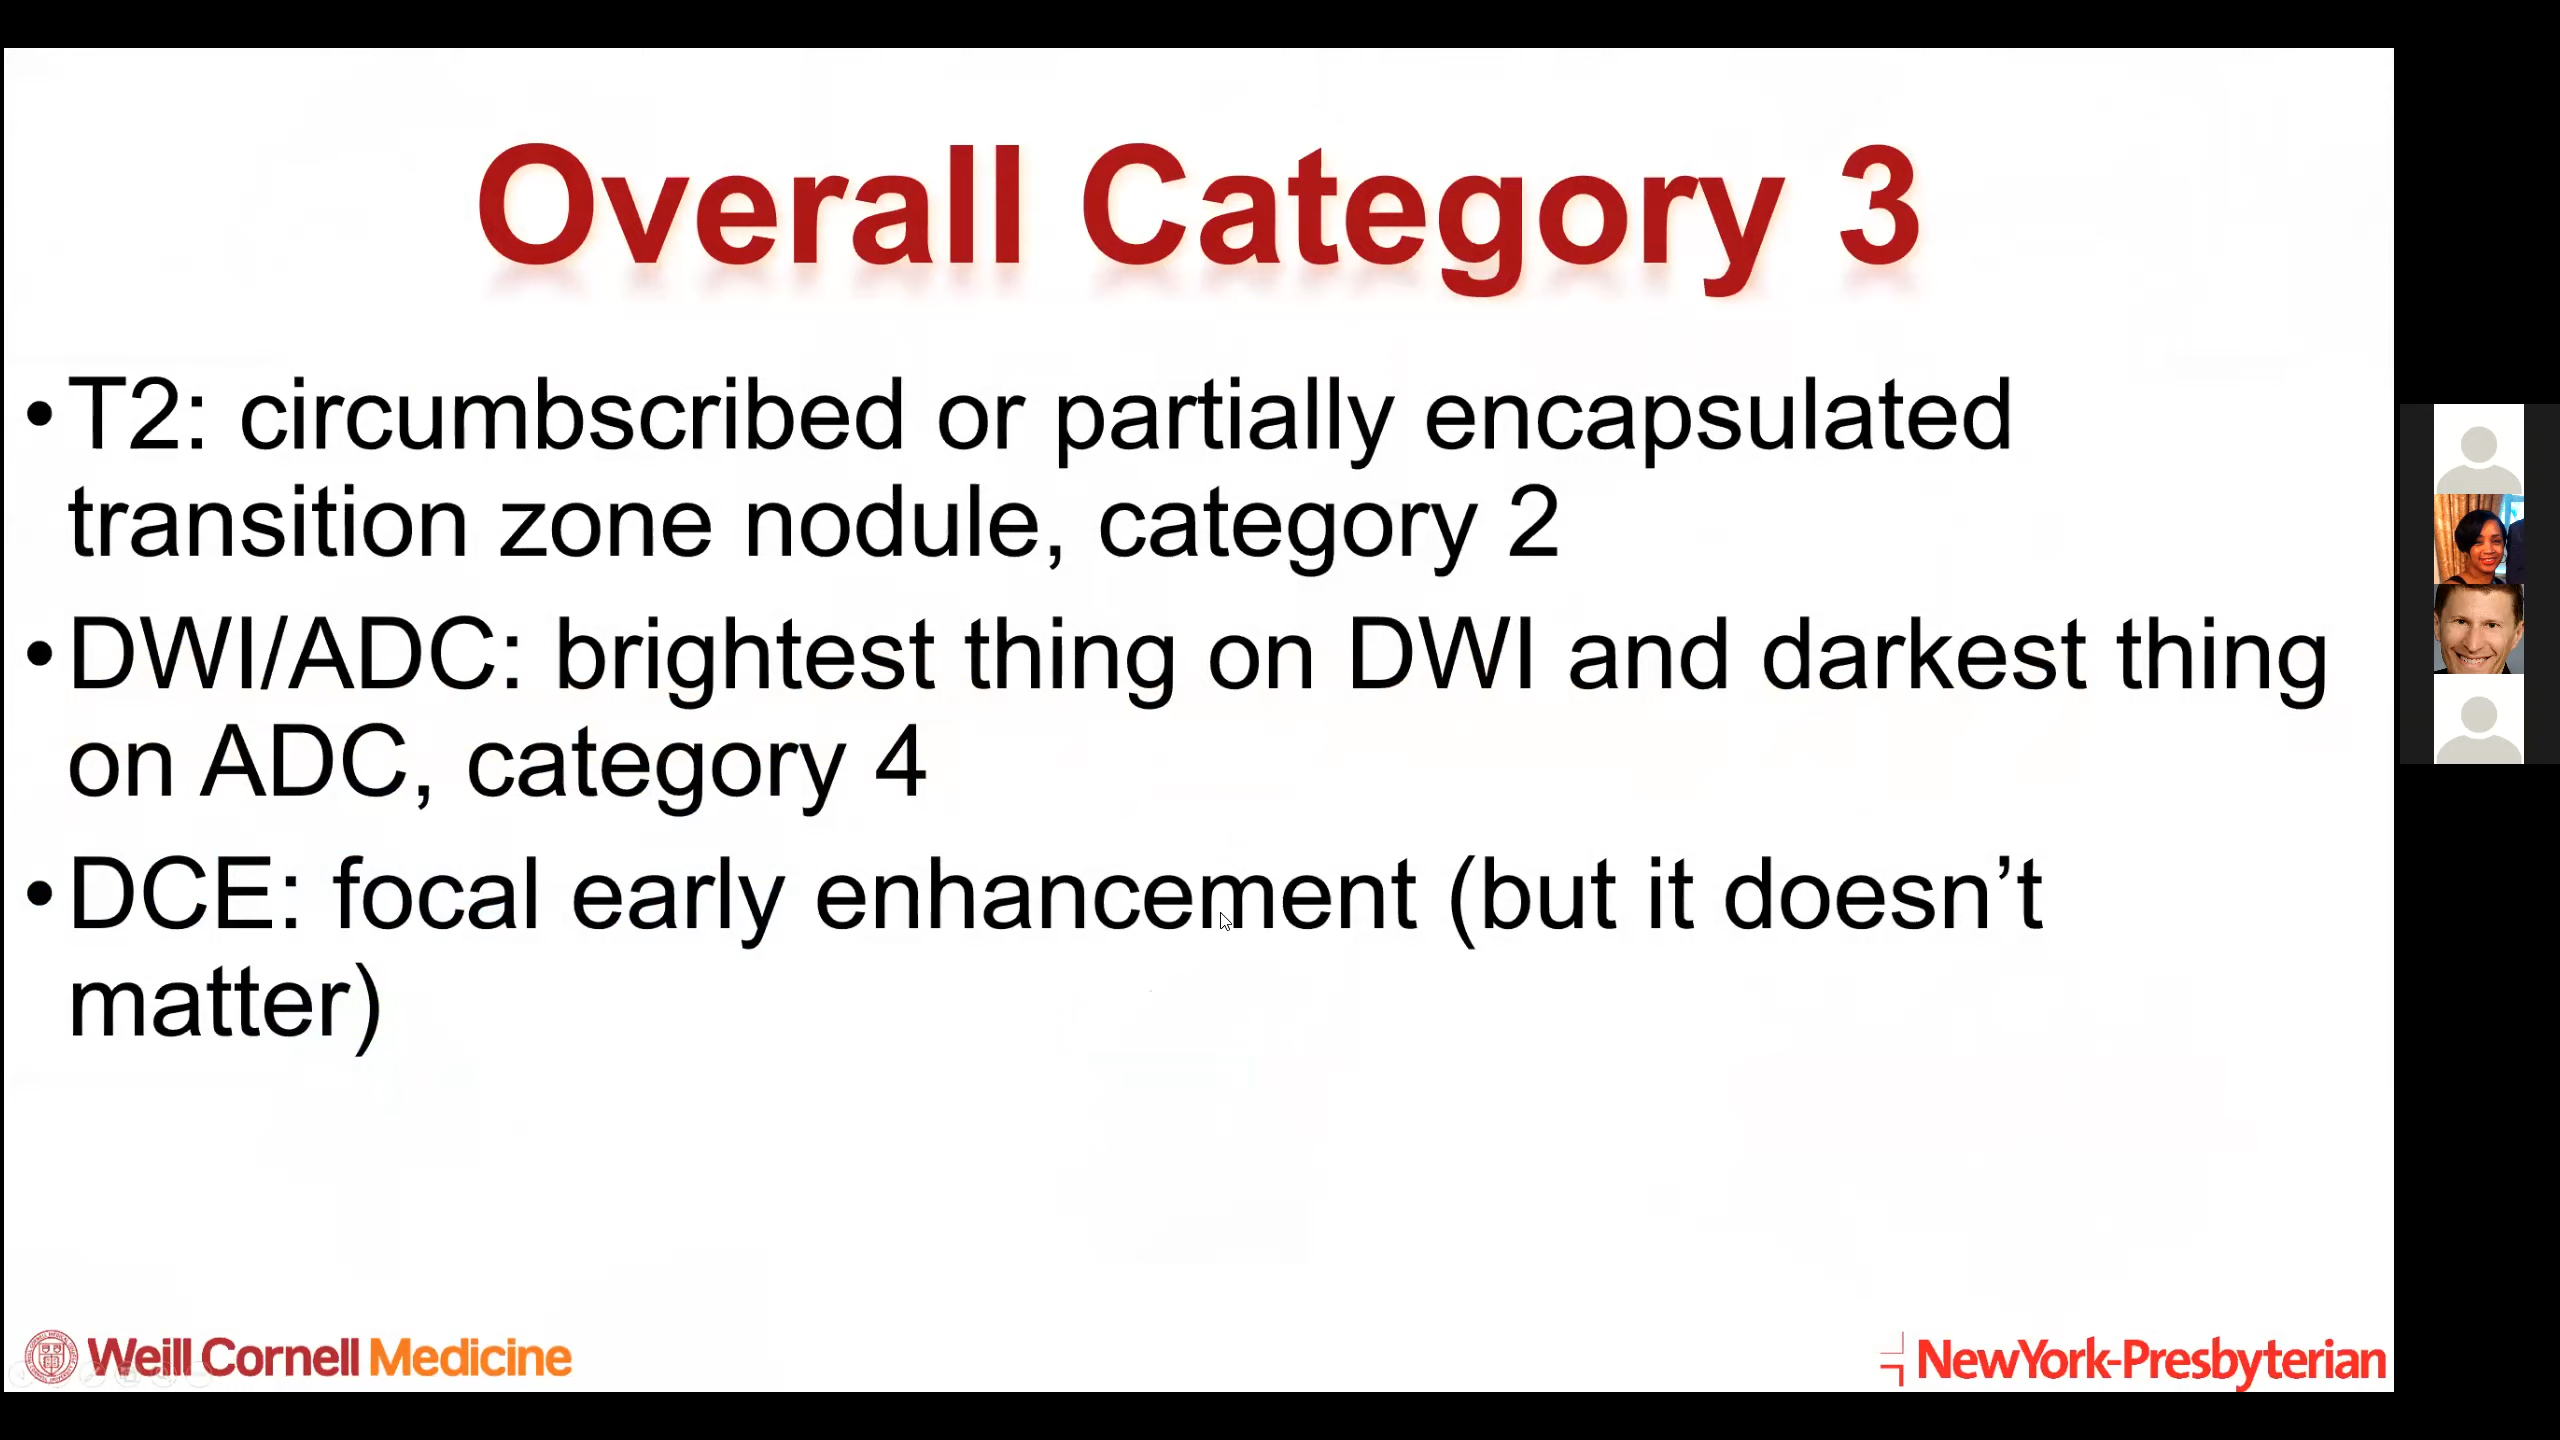 Overall Category 3
•T2: circumbscribed or partially encapsulated
transition zone nodule, category 2
•DWI/ADC: brightest thing on DWI and darkest thing
on ADC, category 4
•DCE: focal early enhancement (but it doesn’t
matter)
Weill Cornell Medicine
NewYork-Presbyterian